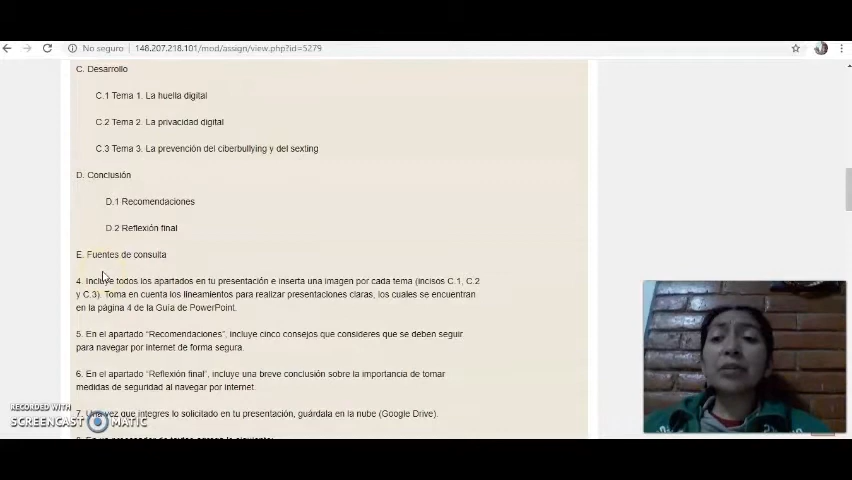 No seguro
148.207.218.101/mod/assign/view.php?id=5279
C. Desarrollo
C.1 Tema 1. La huella digital
C.2 Tema 2. La privacidad digital
C.3 Tema 3. La prevención del ciberbullying y del sexting
D. Conclusión
D.1 Recomendaciones
D.2 Reflexión final
E. Fuentes de consulta
4. Incluye todos los apartados en tu presentación e inserta una imagen por cada tema (incisos C.1, C.2
y C.3). Toma en cuenta los lineamientos para realizar presentaciones claras, los cuales se encuentran
en la página 4 de la Guía de PowerPoint.
5. En el apartado "Recomendaciones", incluye cinco consejos que consideres que se deben seguir
para navegar por internet de forma segura.
6. En el apartado "Reflexión final", incluye una breve conclusión sobre la importancia de tomar
medidas de seguridad al navegar por internet.
7. Una vez que integres lo solicitado en tu presentación, guárdala en la nube (Google Drive).
RECORDED WITH
SCREENCAST MATIC